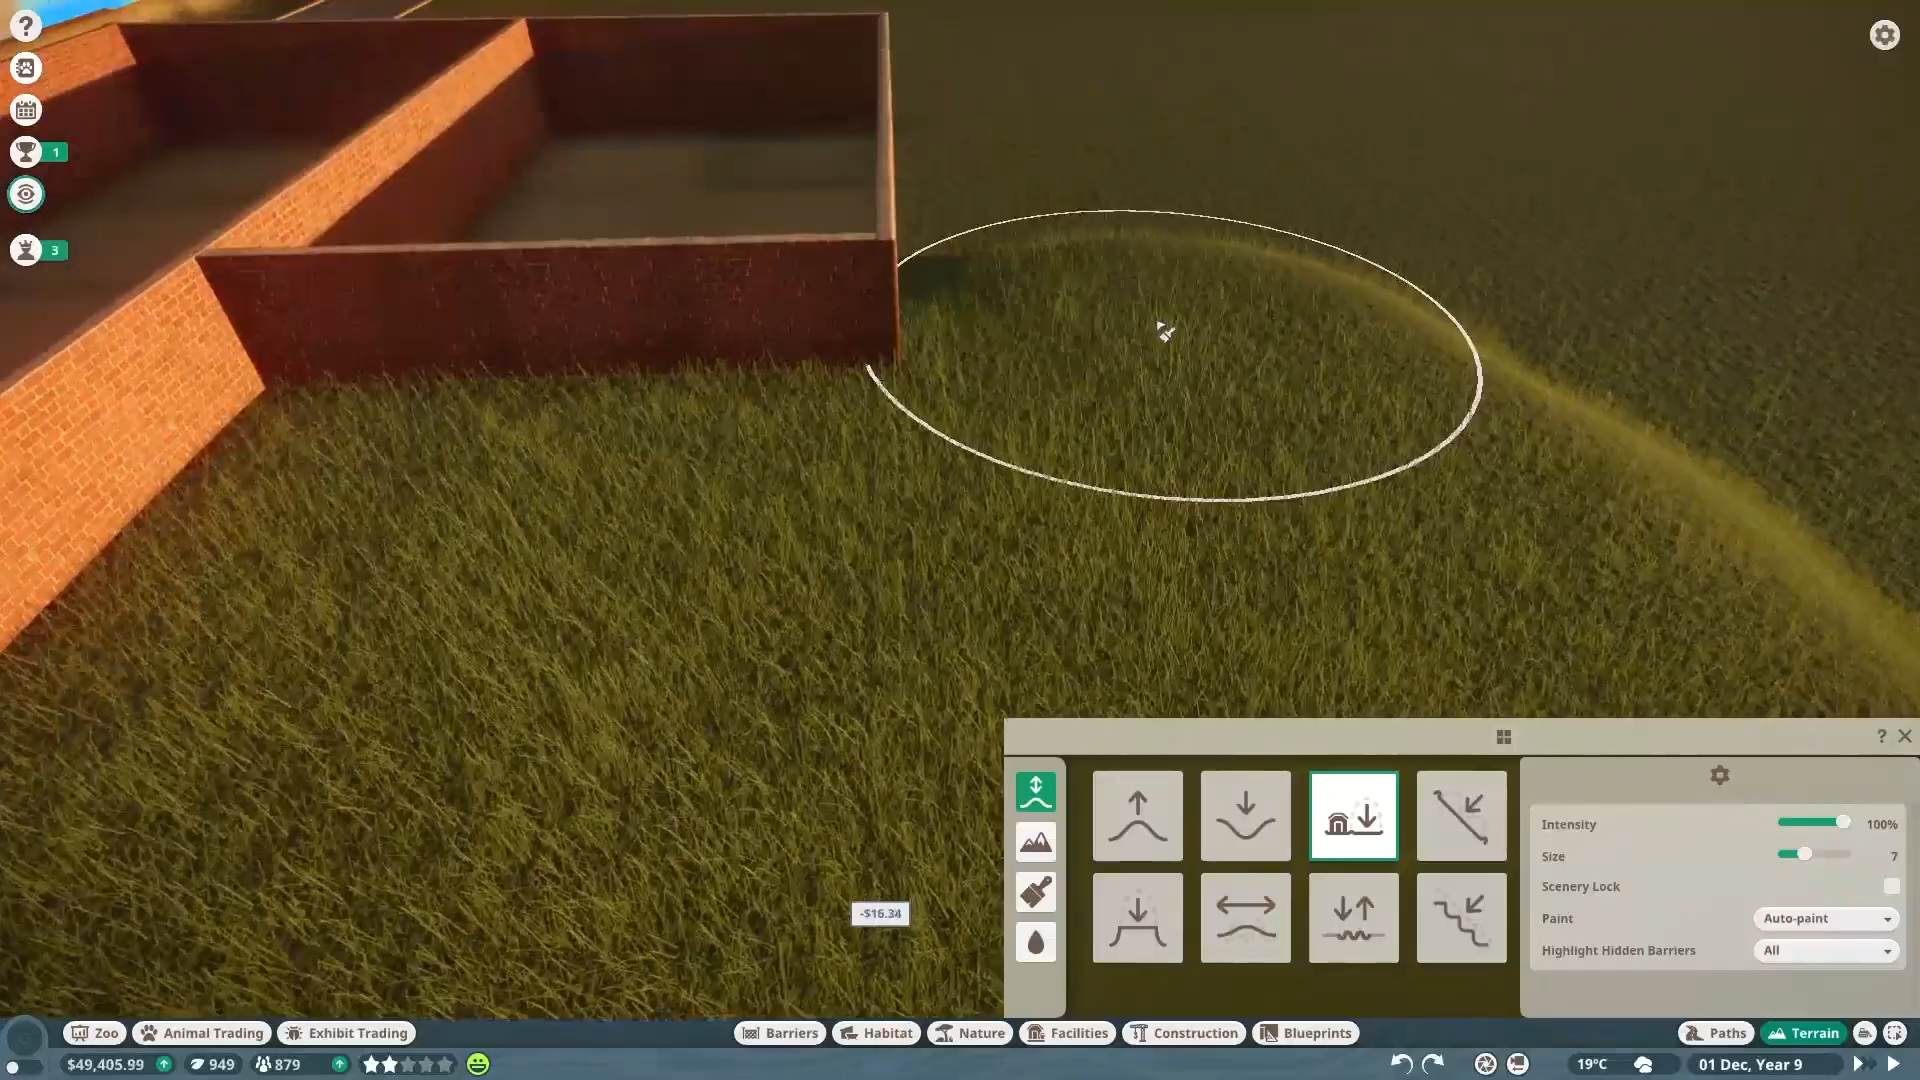 ?
1
3
? X
Intensity 100%
Size 7
Scenery Lock
Paint Auto-paint
Highlight Hidden Barriers All
-$16.34
Zoo Animal Trading Exhibit Trading Barriers Habitat Nature Facilities Construction Blueprints Paths Terrain
$49,405.99 949 879 19°C 01 Dec, Year 9